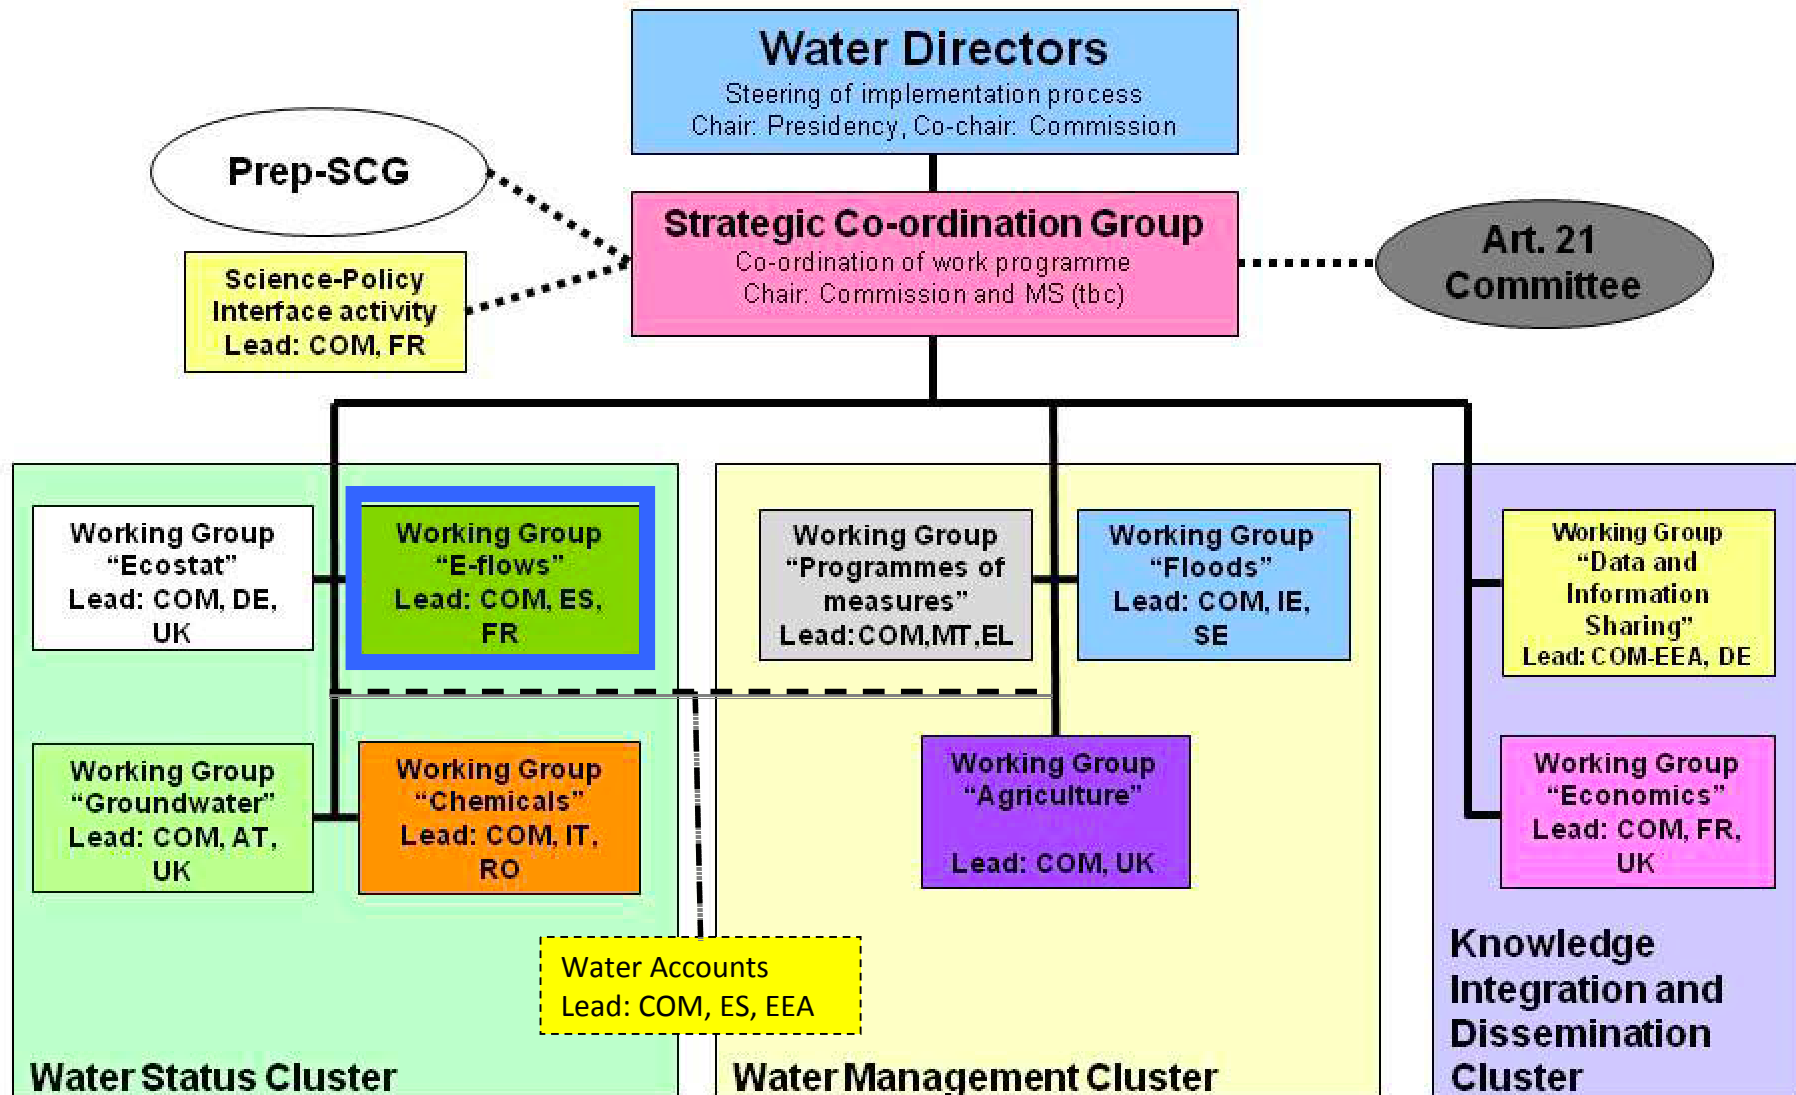 Water Directors
Steering of implementation process
Chair: Presidency, Co-chair: Commission
Prep-SCG
Strategic Co-ordination Group
Co-ordination of work programme
Chair: Commission and MS (tbc)
Art. 21
Committee
Science-Policy
Interface activity
Lead: COM, FR
Working Group
“Ecostat”
Lead: COM, DE,
UK
Working Group
“E-flows”
Lead: COM, ES,
FR
Working Group
“Groundwater”
Lead: COM, AT,
UK
Working Group
“Chemicals”
Lead: COM, IT,
RO
Water Status Cluster
Water Accounts
Lead: COM, ES, EEA
Working Group
“Programmes of
measures”
Lead:COM,MT,EL
Working Group
“Floods”
Lead: COM, IE,
SE
Working Group
“Agriculture”
Lead: COM, UK
Water Management Cluster
Working Group
“Data and
Information
Sharing”
Lead: COM-EEA, DE
Working Group
“Economics”
Lead: COM, FR,
UK
Knowledge
Integration and
Dissemination
Cluster